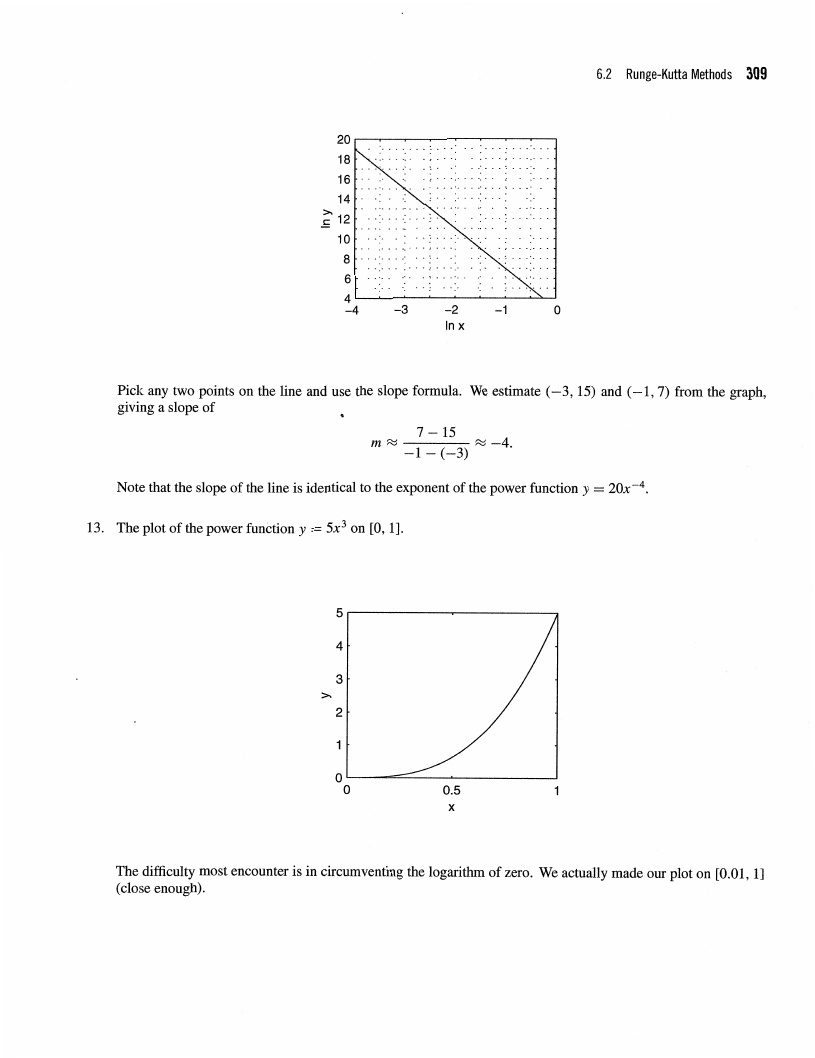 6.2 Runge-Kutta Methods 309
20
18
16
14
12
10
8
6
4
ln y
-4 -3 -2 -1 0
ln x
Pick any two points on the line and use the slope formula. We estimate (−3, 15) and (−1, 7) from the graph,
giving a slope of
m ≈ (7 − 15)/(−1 − (−3)) ≈ −4.
Note that the slope of the line is identical to the exponent of the power function y = 20x⁻⁴.
13. The plot of the power function y := 5x³ on [0, 1].
5
4
3
2
1
0
y
0 0.5 1
x
The difficulty most encounter is in circumventing the logarithm of zero. We actually made our plot on [0.01, 1]
(close enough).